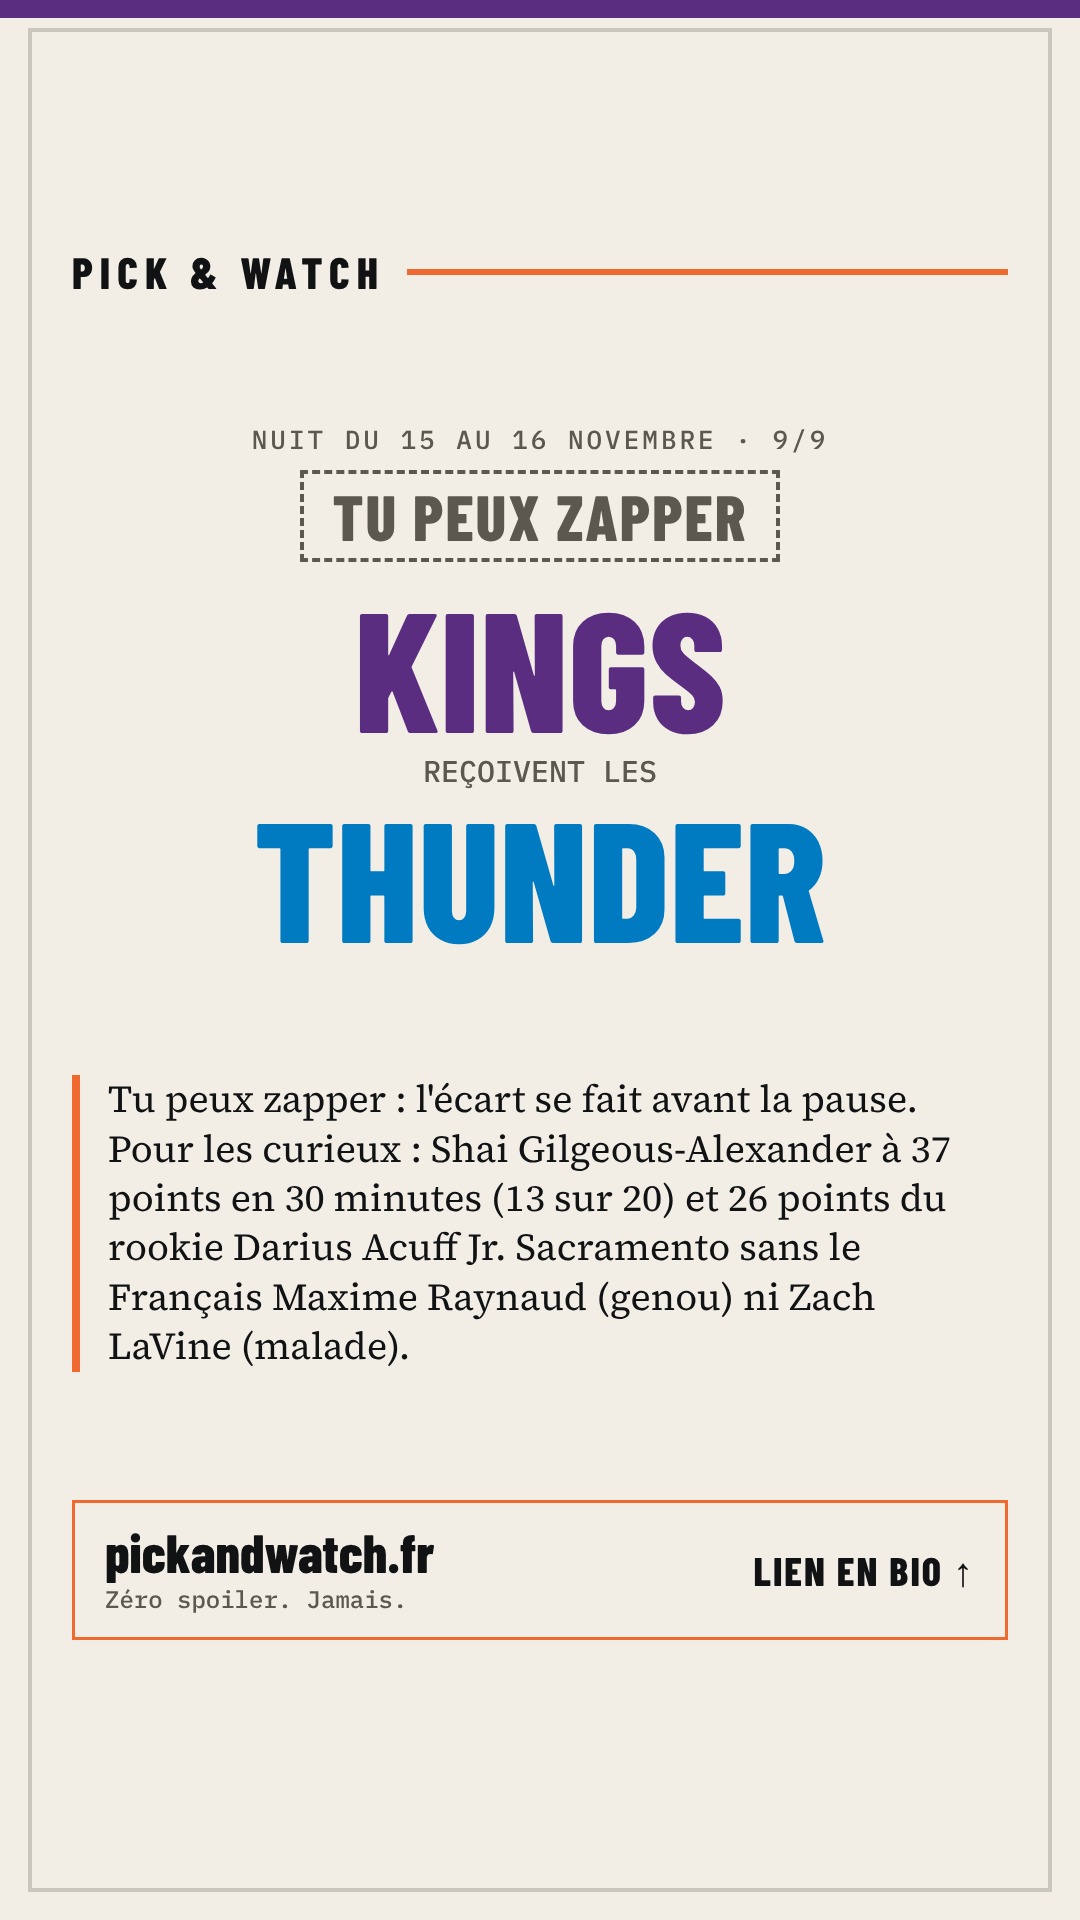 PICK & WATCH
NUIT DU 15 AU 16 NOVEMBRE · 9/9
TU PEUX ZAPPER
KINGS
REÇOIVENT LES
THUNDER
Tu peux zapper : l'écart se fait avant la pause.
Pour les curieux : Shai Gilgeous-Alexander à 37
points en 30 minutes (13 sur 20) et 26 points du
rookie Darius Acuff Jr. Sacramento sans le
Français Maxime Raynaud (genou) ni Zach
LaVine (malade).
pickandwatch.fr
Zéro spoiler. Jamais.
LIEN EN BIO ↑